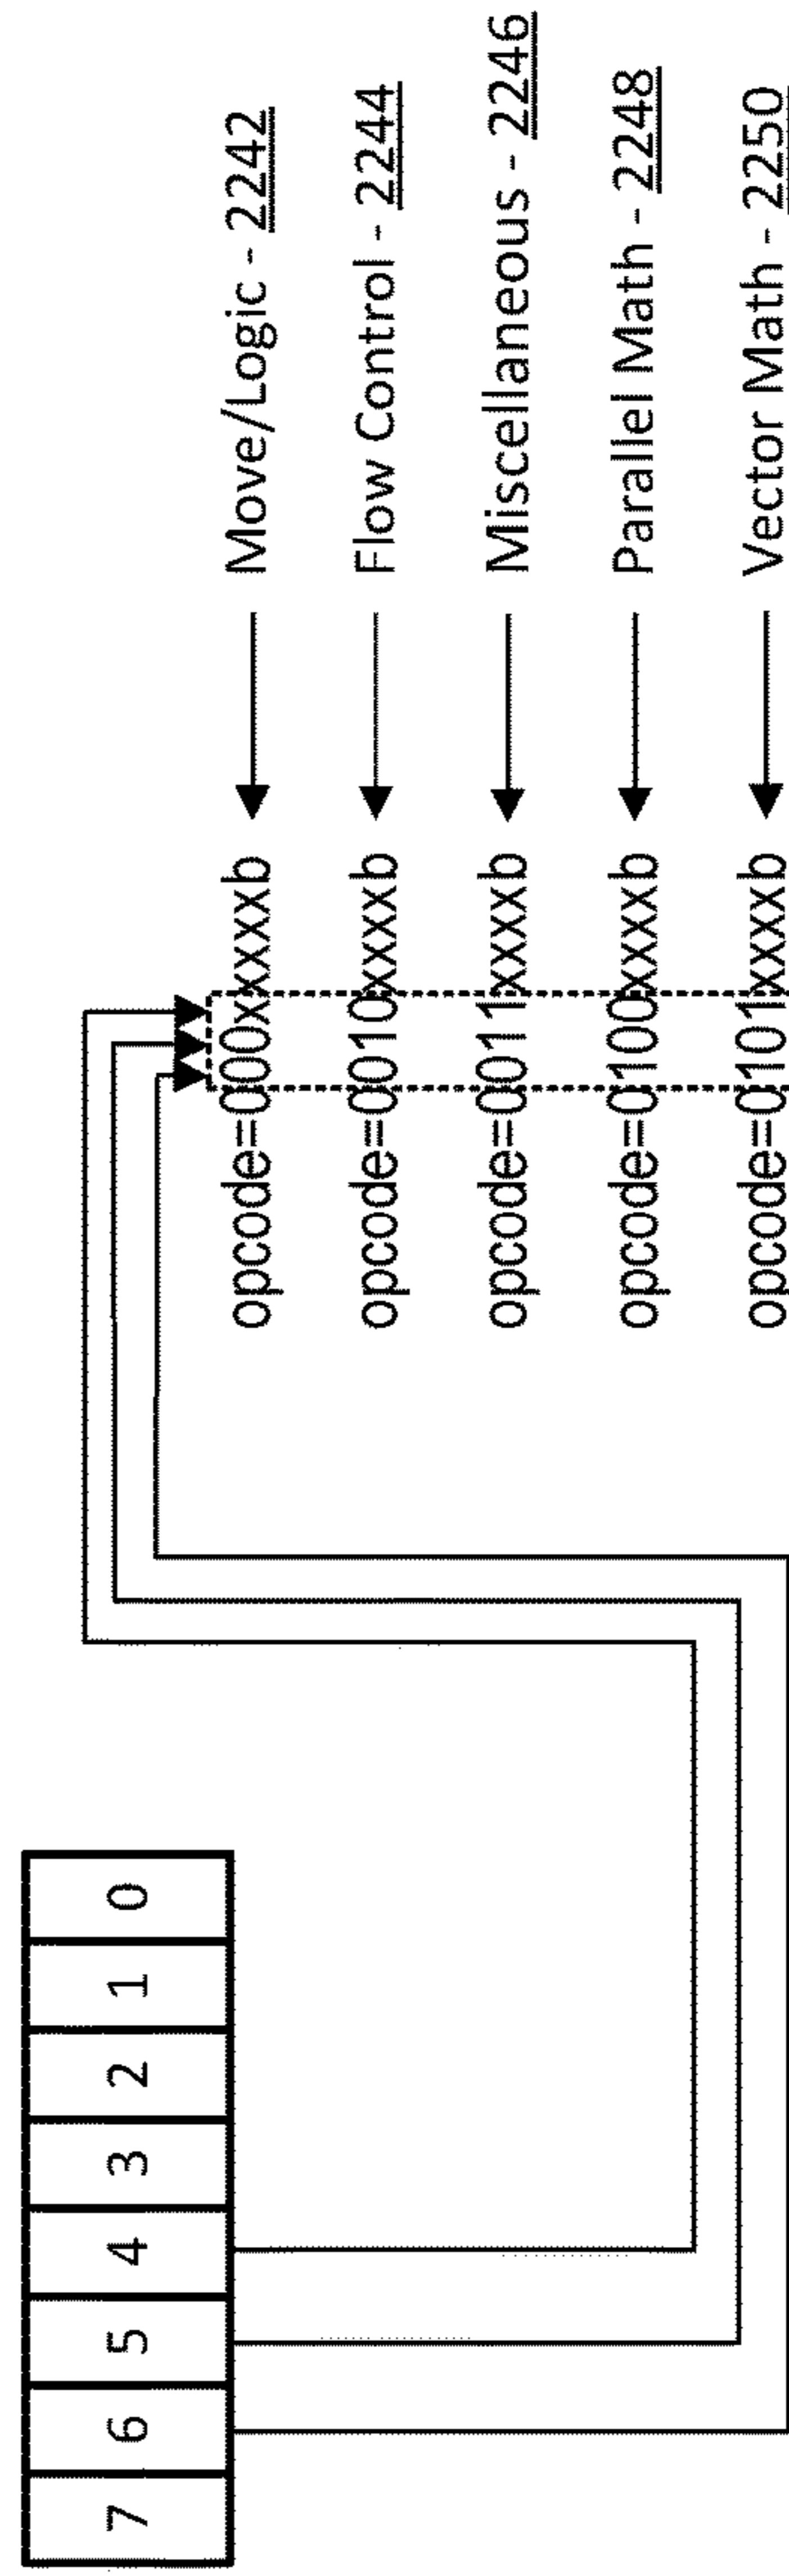 7 6 5 4 3 2 1 0
opcode=000xxxxxb Move/Logic - 2242
opcode=0010xxxxb Flow Control - 2244
opcode=0011xxxxb Miscellaneous - 2246
opcode=0100xxxxb Parallel Math - 2248
opcode=0101xxxxb Vector Math - 2250